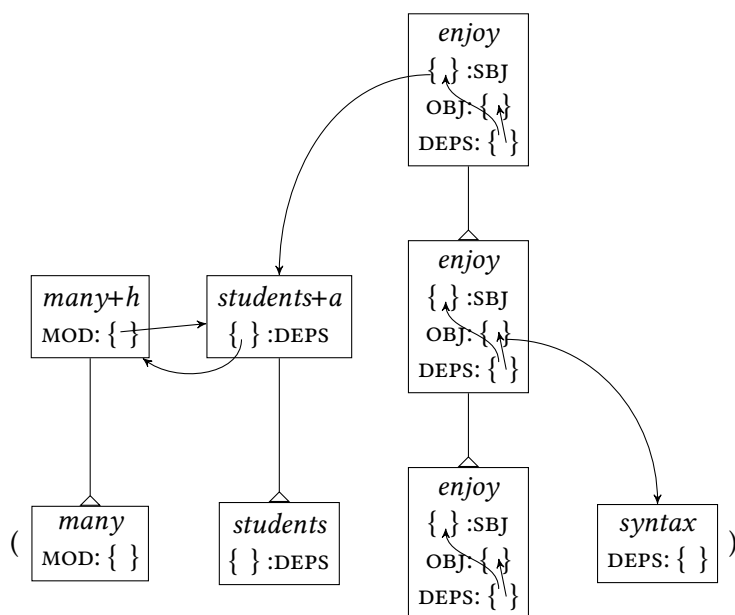 enjoy
{ } :SBJ
OBJ: { }
DEPS: { }
many+h
MOD: { }
students+a
{ } :DEPS
enjoy
{ } :SBJ
OBJ: { }
DEPS: { }
(
many
MOD: { }
students
{ } :DEPS
enjoy
{ } :SBJ
OBJ: { }
DEPS: { }
syntax
DEPS: { }
)